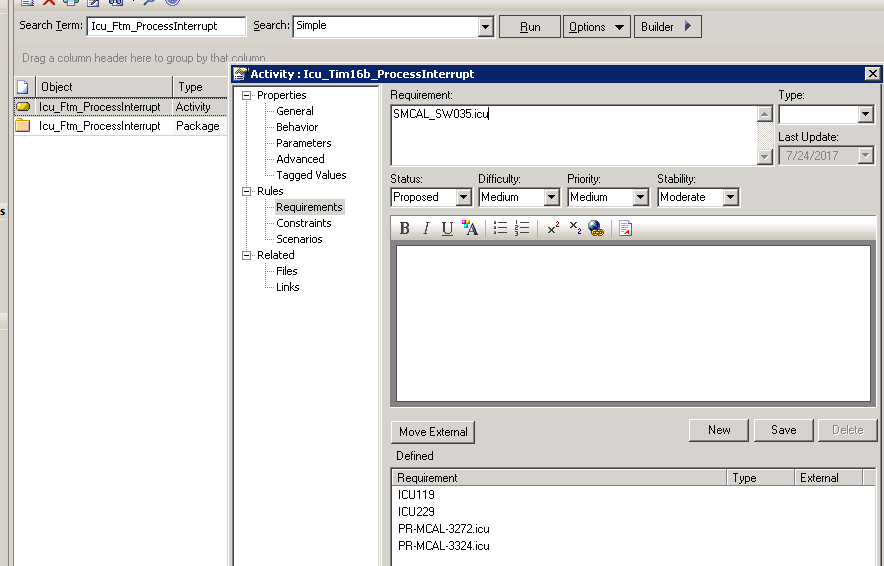 Search Term: Icu_Ftm_ProcessInterrupt Search: Simple Run Options Builder
Drag a column header here to group by that column
Object Type
Icu_Ftm_ProcessInterrupt Activity
Icu_Ftm_ProcessInterrupt Package
Activity : Icu_Tim16b_ProcessInterrupt
Properties
General
Behavior
Parameters
Advanced
Tagged Values
Rules
Requirements
Constraints
Scenarios
Related
Files
Links
Requirement: Type:
SMCAL_SW035.icu
Last Update:
7/24/2017
Status: Difficulty: Priority: Stability:
Proposed Medium Medium Moderate
B I U A x² x₂
Move External New Save Delete
Defined
Requirement Type External
ICU119
ICU229
PR-MCAL-3272.icu
PR-MCAL-3324.icu